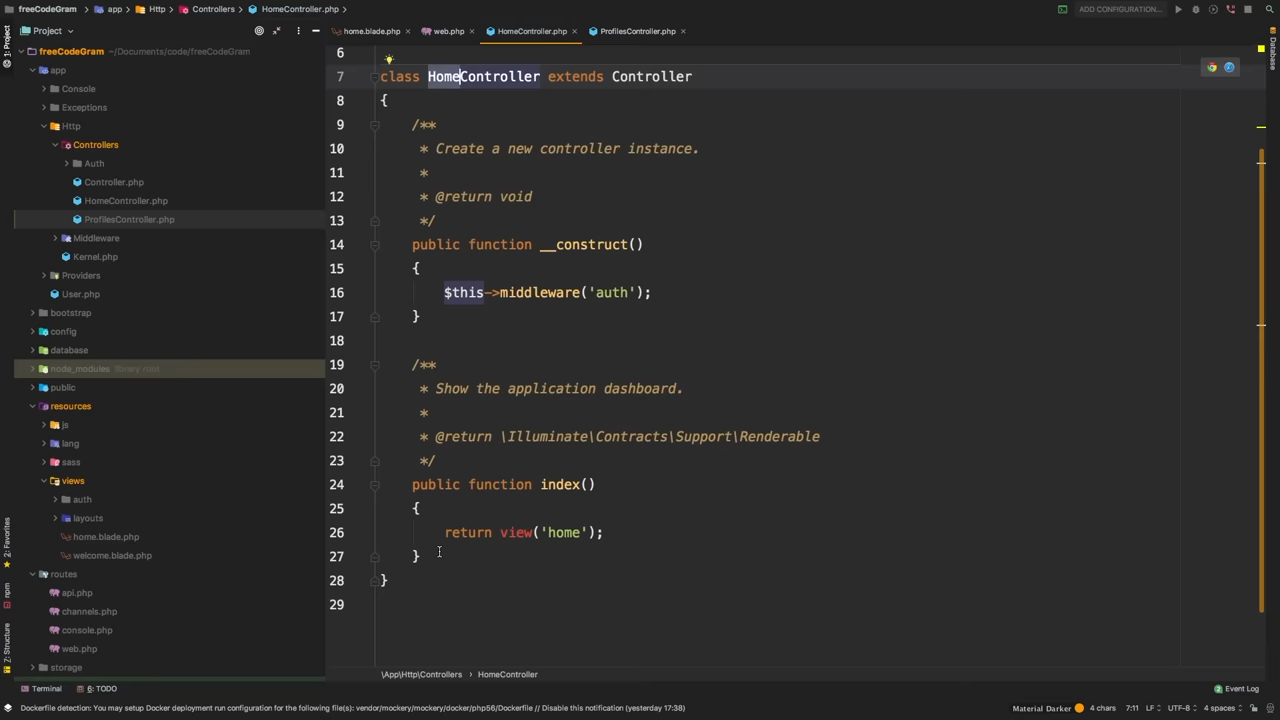 freeCodeGram app Http Controllers HomeController.php ADD CONFIGURATION...
Project home.blade.php web.php HomeController.php ProfilesController.php
1: Project
2: Favorites
npm
7: Structure
Database
freeCodeGram ~/Documents/code/freeCodeGram
app
Console
Exceptions
Http
Controllers
Auth
Controller.php
HomeController.php
ProfilesController.php
Middleware
Kernel.php
Providers
User.php
bootstrap
config
database
node_modules library root
public
resources
js
lang
sass
views
auth
layouts
home.blade.php
welcome.blade.php
routes
api.php
channels.php
console.php
web.php
storage
6
7 class HomeController extends Controller
8 {
9 /**
10 * Create a new controller instance.
11 *
12 * @return void
13 */
14 public function __construct()
15 {
16 $this->middleware('auth');
17 }
18
19 /**
20 * Show the application dashboard.
21 *
22 * @return \Illuminate\Contracts\Support\Renderable
23 */
24 public function index()
25 {
26 return view('home');
27 }
28 }
29
\App\Http\Controllers › HomeController
Terminal 6: TODO Event Log
Dockerfile detection: You may setup Docker deployment run configuration for the following file(s): vendor/mockery/mockery/docker/php56/Dockerfile // Disable this notification (yesterday 17:38) Material Darker 4 chars 7:11 LF UTF-8 4 spaces